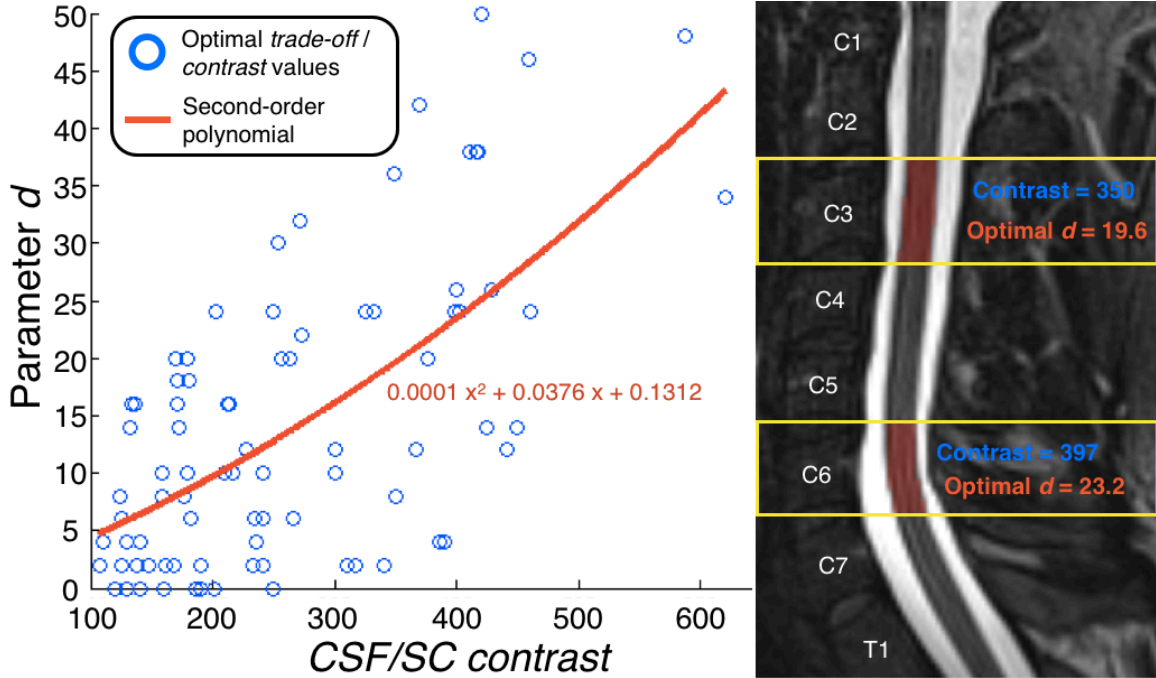 50
45
40
35
30
25
20
15
10
5
0
Parameter d
Optimal trade-off /
contrast values
Second-order
polynomial
0.0001 x² + 0.0376 x + 0.1312
100 200 300 400 500 600
CSF/SC contrast
C1
C2
C3
Contrast = 350
Optimal d = 19.6
C4
C5
C6
Contrast = 397
Optimal d = 23.2
C7
T1